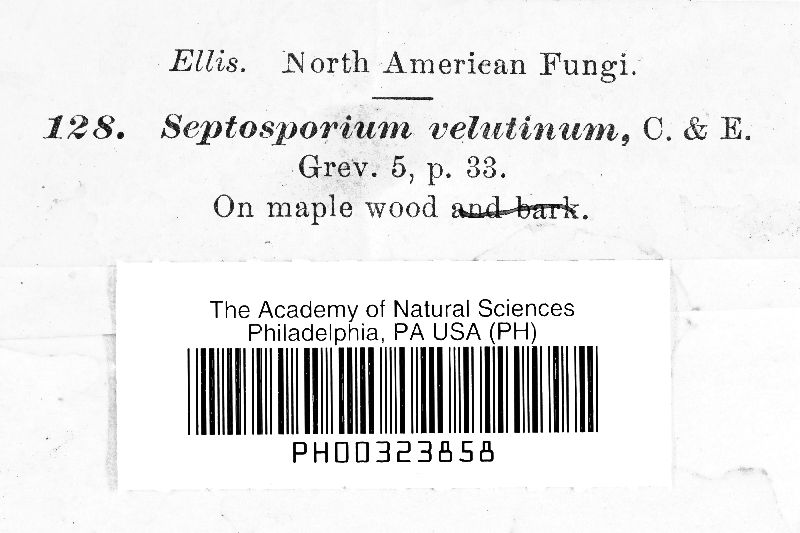 Ellis. North American Fungi.
128. Septosporium velutinum, C. & E.
Grev. 5, p. 33.
On maple wood and bark.
The Academy of Natural Sciences
Philadelphia, PA USA (PH)
PH00323858